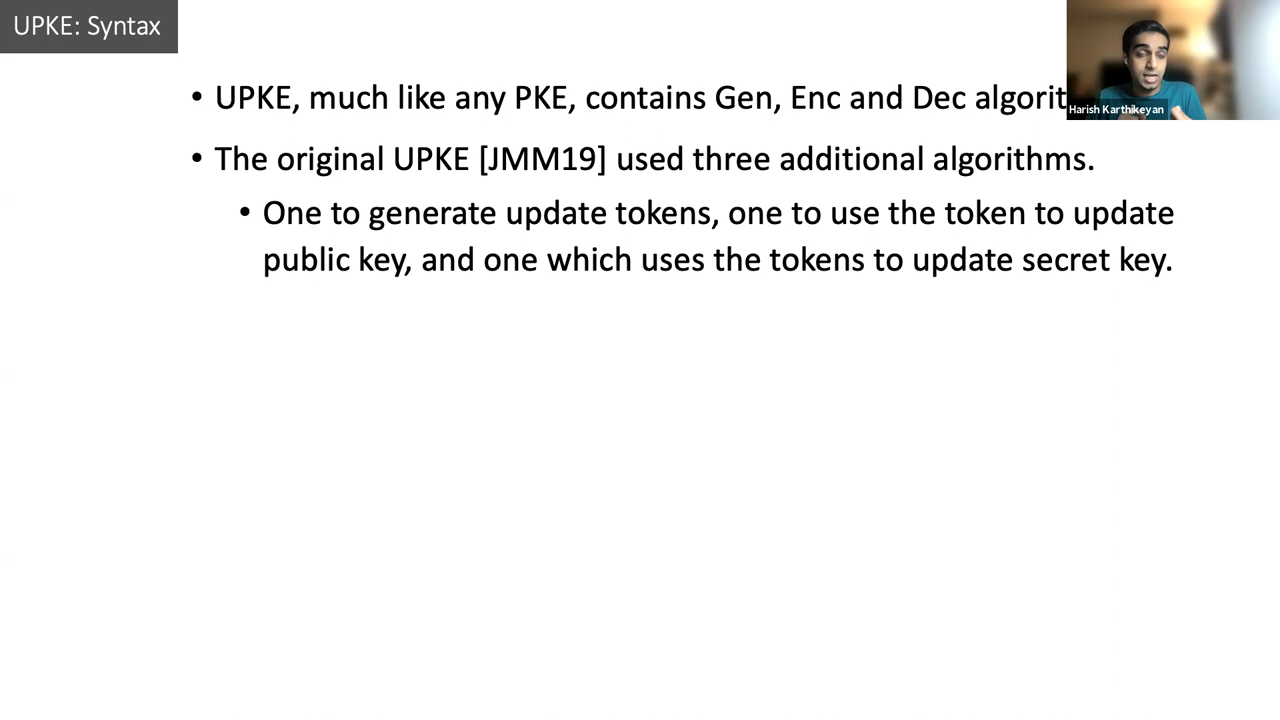 UPKE: Syntax
• UPKE, much like any PKE, contains Gen, Enc and Dec
Harish Karthikeyan
• The original UPKE [JMM19] used three additional algorithms.
• One to generate update tokens, one to use the token to update
public key, and one which uses the tokens to update secret key.